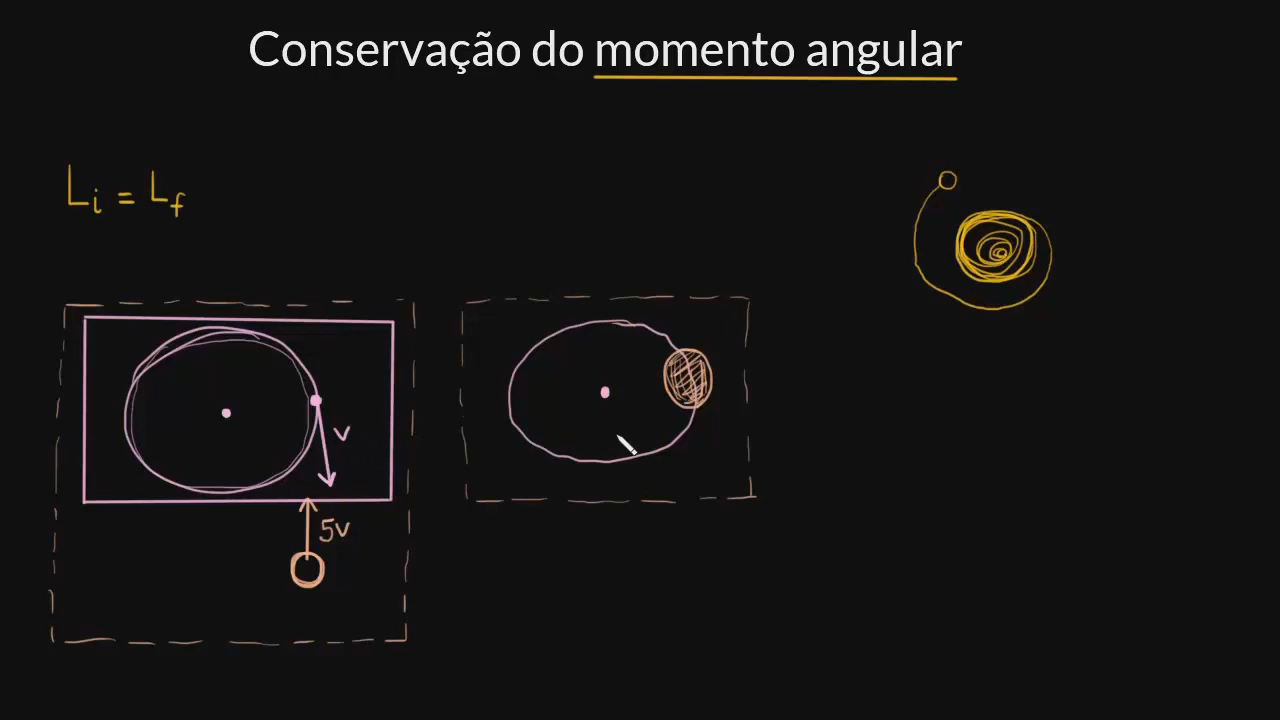 Conservação do momento angular
Li = Lf
v
5v